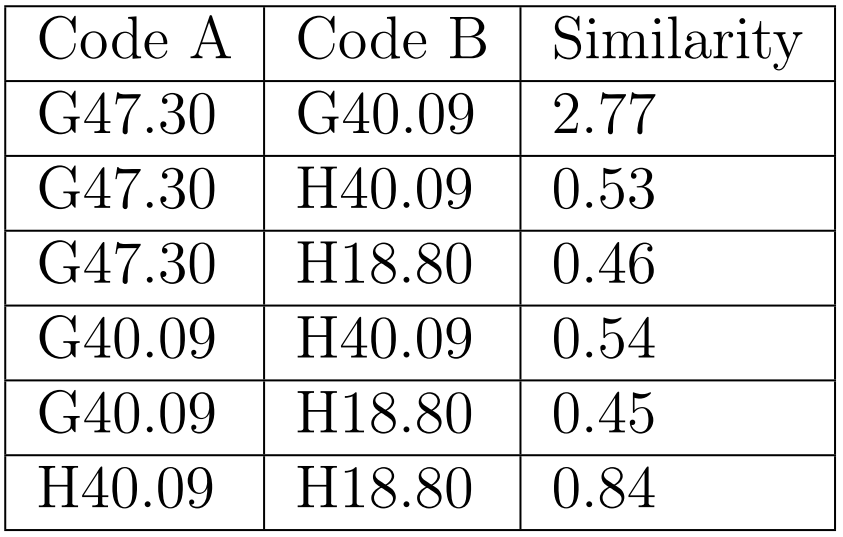 Code A Code B Similarity
G47.30 G40.09 2.77
G47.30 H40.09 0.53
G47.30 H18.80 0.46
G40.09 H40.09 0.54
G40.09 H18.80 0.45
H40.09 H18.80 0.84